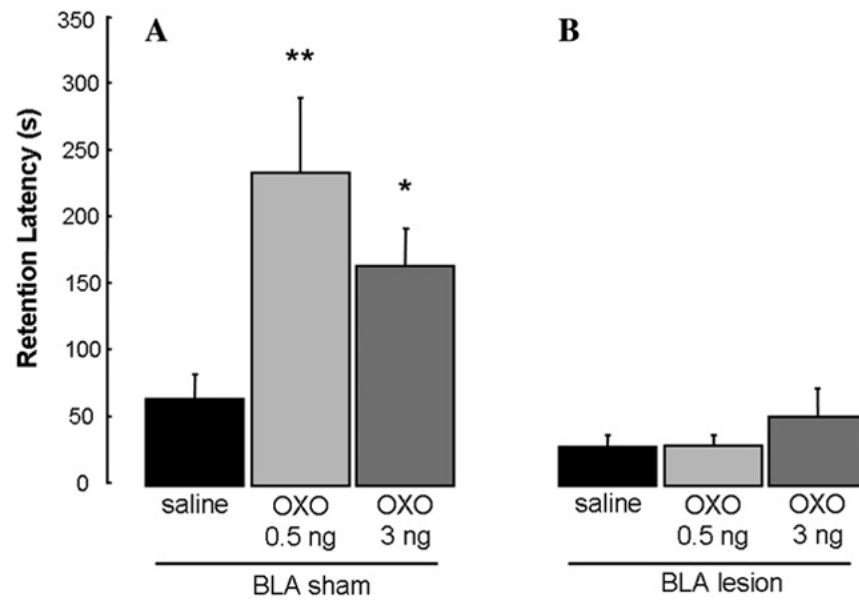 A
B
Retention Latency (s)
350
300
250
200
150
100
50
0
**
*
saline
OXO
0.5 ng
OXO
3 ng
BLA sham
saline
OXO
0.5 ng
OXO
3 ng
BLA lesion